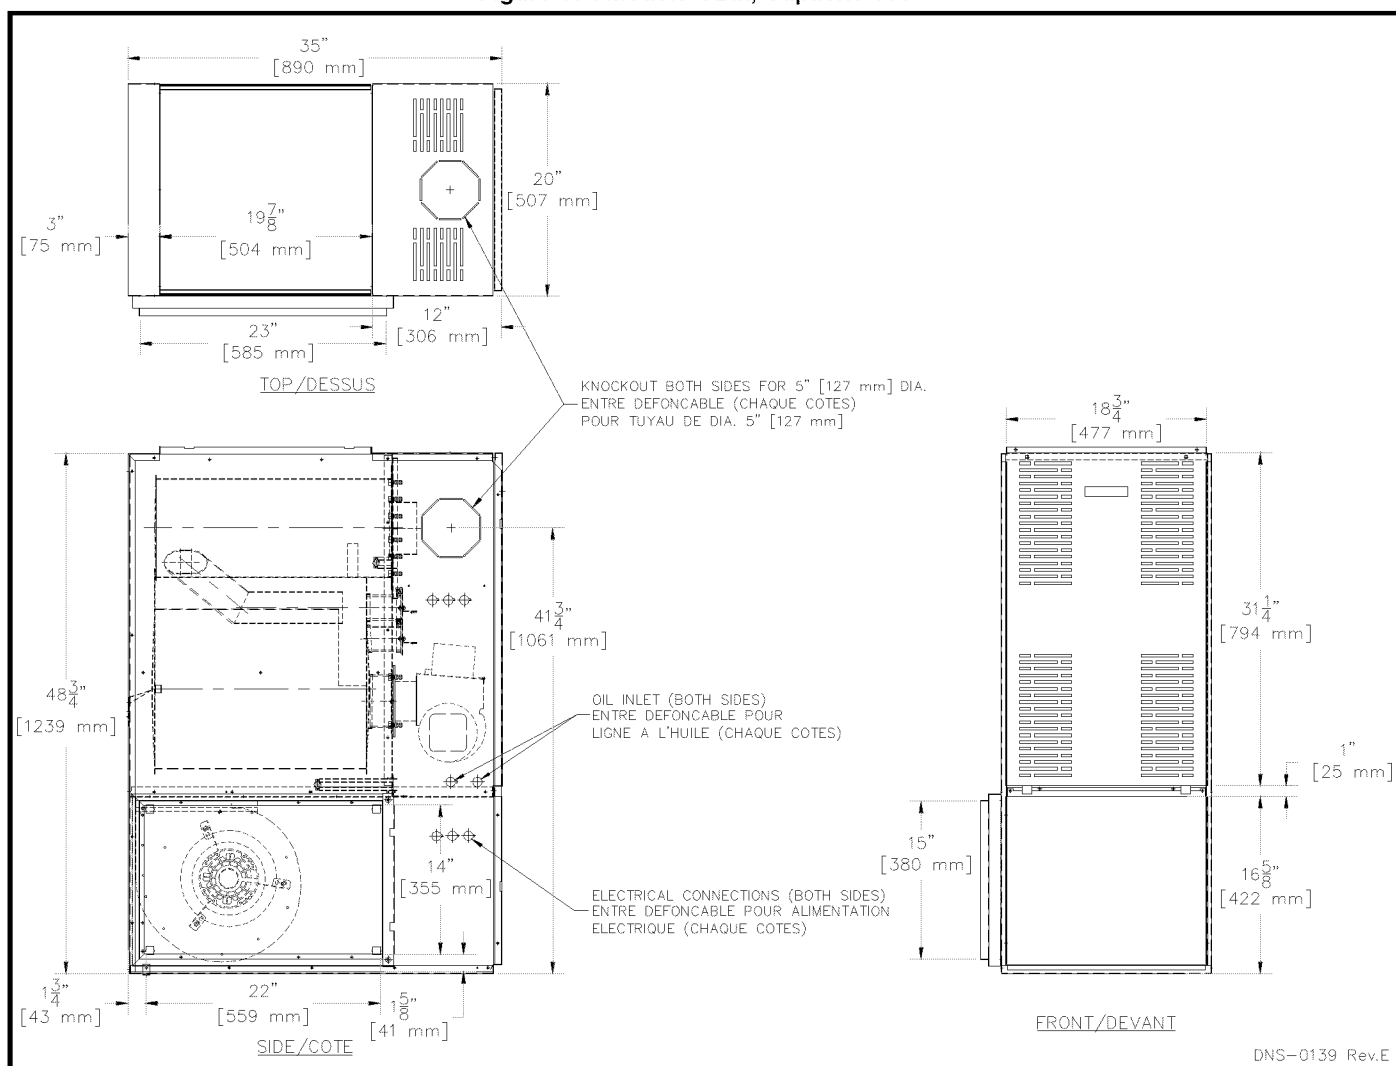 35"
[890 mm]
20"
[507 mm]
3"
[75 mm]
19 7/8"
[504 mm]
12"
[306 mm]
23"
[585 mm]
TOP/DESSUS
KNOCKOUT BOTH SIDES FOR 5" [127 mm] DIA.
ENTRE DEFONCABLE (CHAQUE COTES)
POUR TUYAU DE DIA. 5" [127 mm]
18 3/4"
[477 mm]
41 3/4"
[1061 mm]
31 1/4"
[794 mm]
48 3/4"
[1239 mm]
OIL INLET (BOTH SIDES)
ENTRE DEFONCABLE POUR
LIGNE A L'HUILE (CHAQUE COTES)
1"
[25 mm]
15"
[380 mm]
14"
[355 mm]
16 5/8"
[422 mm]
ELECTRICAL CONNECTIONS (BOTH SIDES)
ENTRE DEFONCABLE POUR ALIMENTATION
ELECTRIQUE (CHAQUE COTES)
1 3/4"
[43 mm]
22"
[559 mm]
1 5/8"
[41 mm]
SIDE/COTE
FRONT/DEVANT
DNS-0139 Rev.E